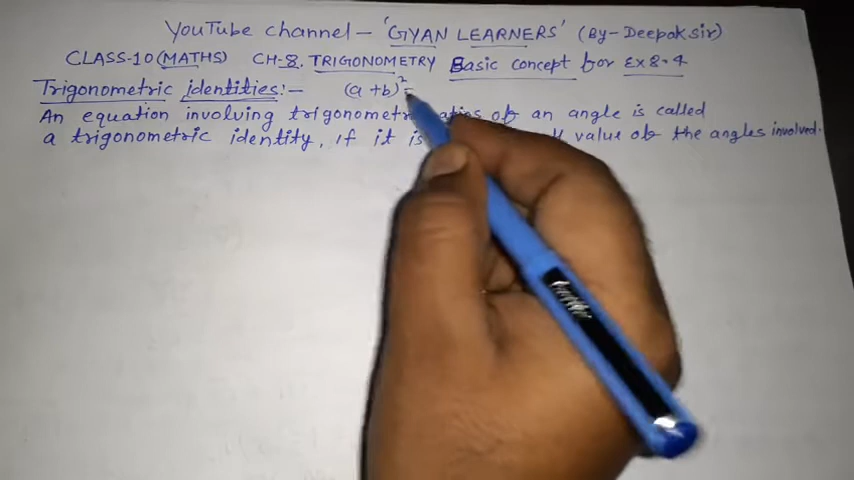 YouTube channel - 'GYAN LEARNERS' (By- Deepak sir)
CLASS-10 (MATHS) CH-8. TRIGONOMETRY Basic concept for Ex 8.4
Trigonometric identities:- (a+b)²=
An equation involving trigonometr of an angle is called
a trigonometric identity, if it is value of the angles involved.